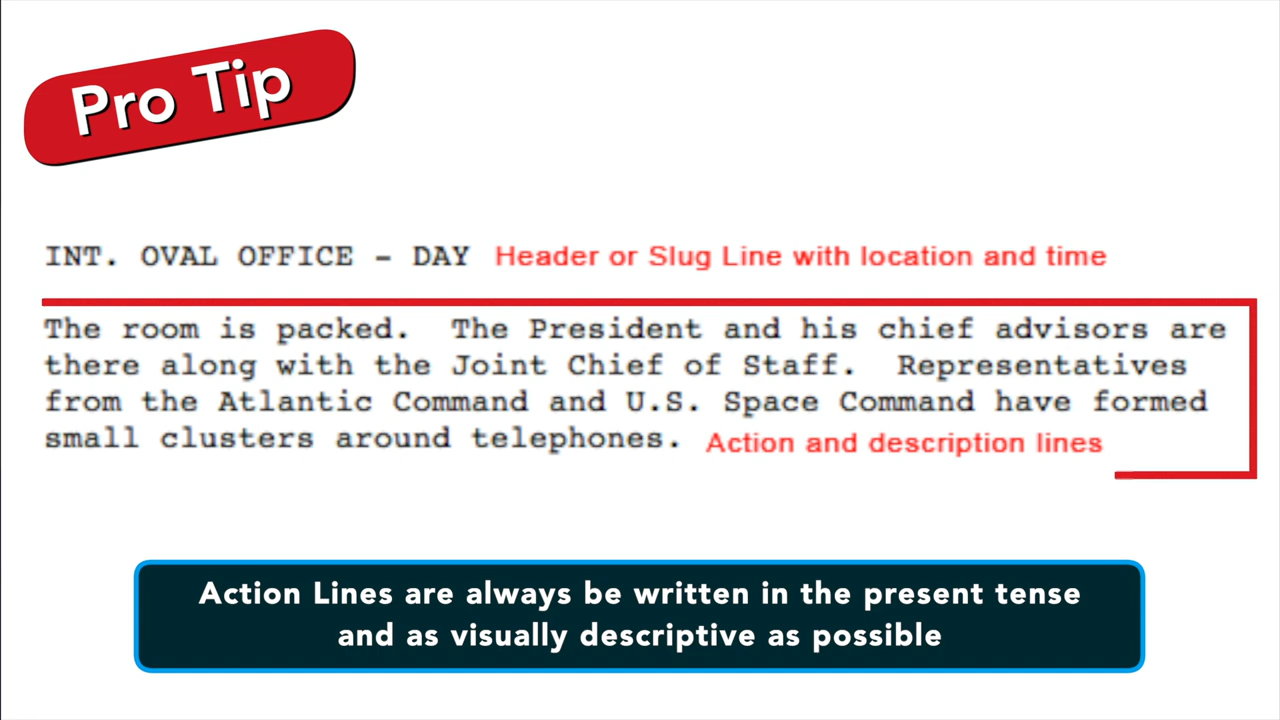 Pro Tip
INT. OVAL OFFICE - DAY Header or Slug Line with location and time
The room is packed. The President and his chief advisors are
there along with the Joint Chief of Staff. Representatives
from the Atlantic Command and U.S. Space Command have formed
small clusters around telephones. Action and description lines
Action Lines are always be written in the present tense
and as visually descriptive as possible